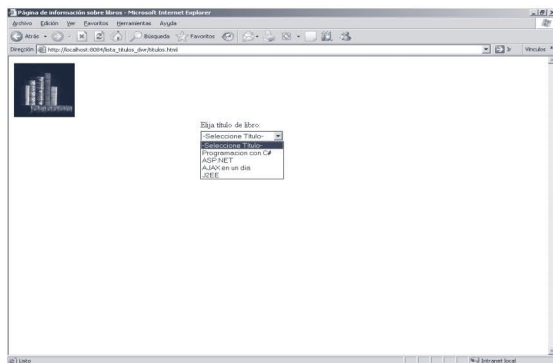 Página de información sobre libros - Microsoft Internet Explorer
Archivo Edición Ver Favoritos Herramientas Ayuda
Atrás Búsqueda Favoritos
Dirección http://localhost:8084/lista_titulos_dwr/titulos.html Ir Vínculos
Elija título de libro:
-Seleccione Título-
-Seleccione Título-
Programacion con C#
ASP.NET
AJAX en un dia
J2EE
Listo Intranet local